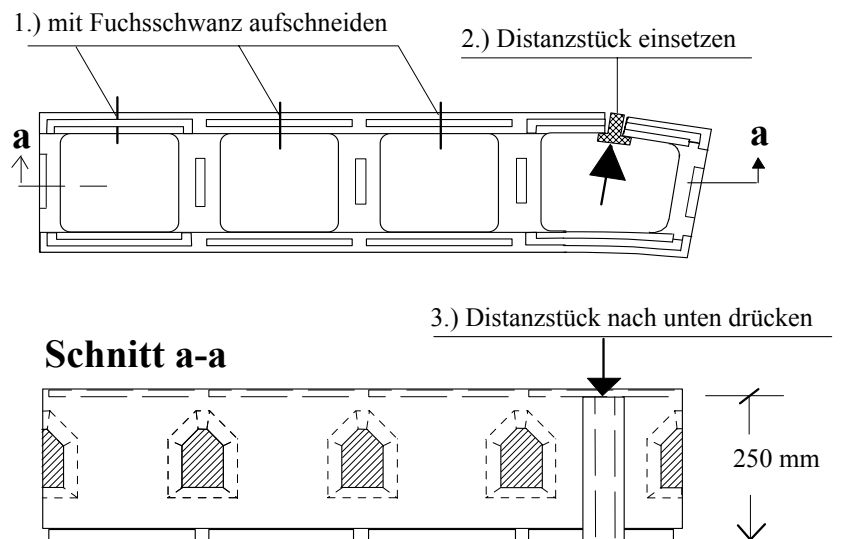 1.) mit Fuchsschwanz aufschneiden
2.) Distanzstück einsetzen
a
a
3.) Distanzstück nach unten drücken
Schnitt a-a
250 mm